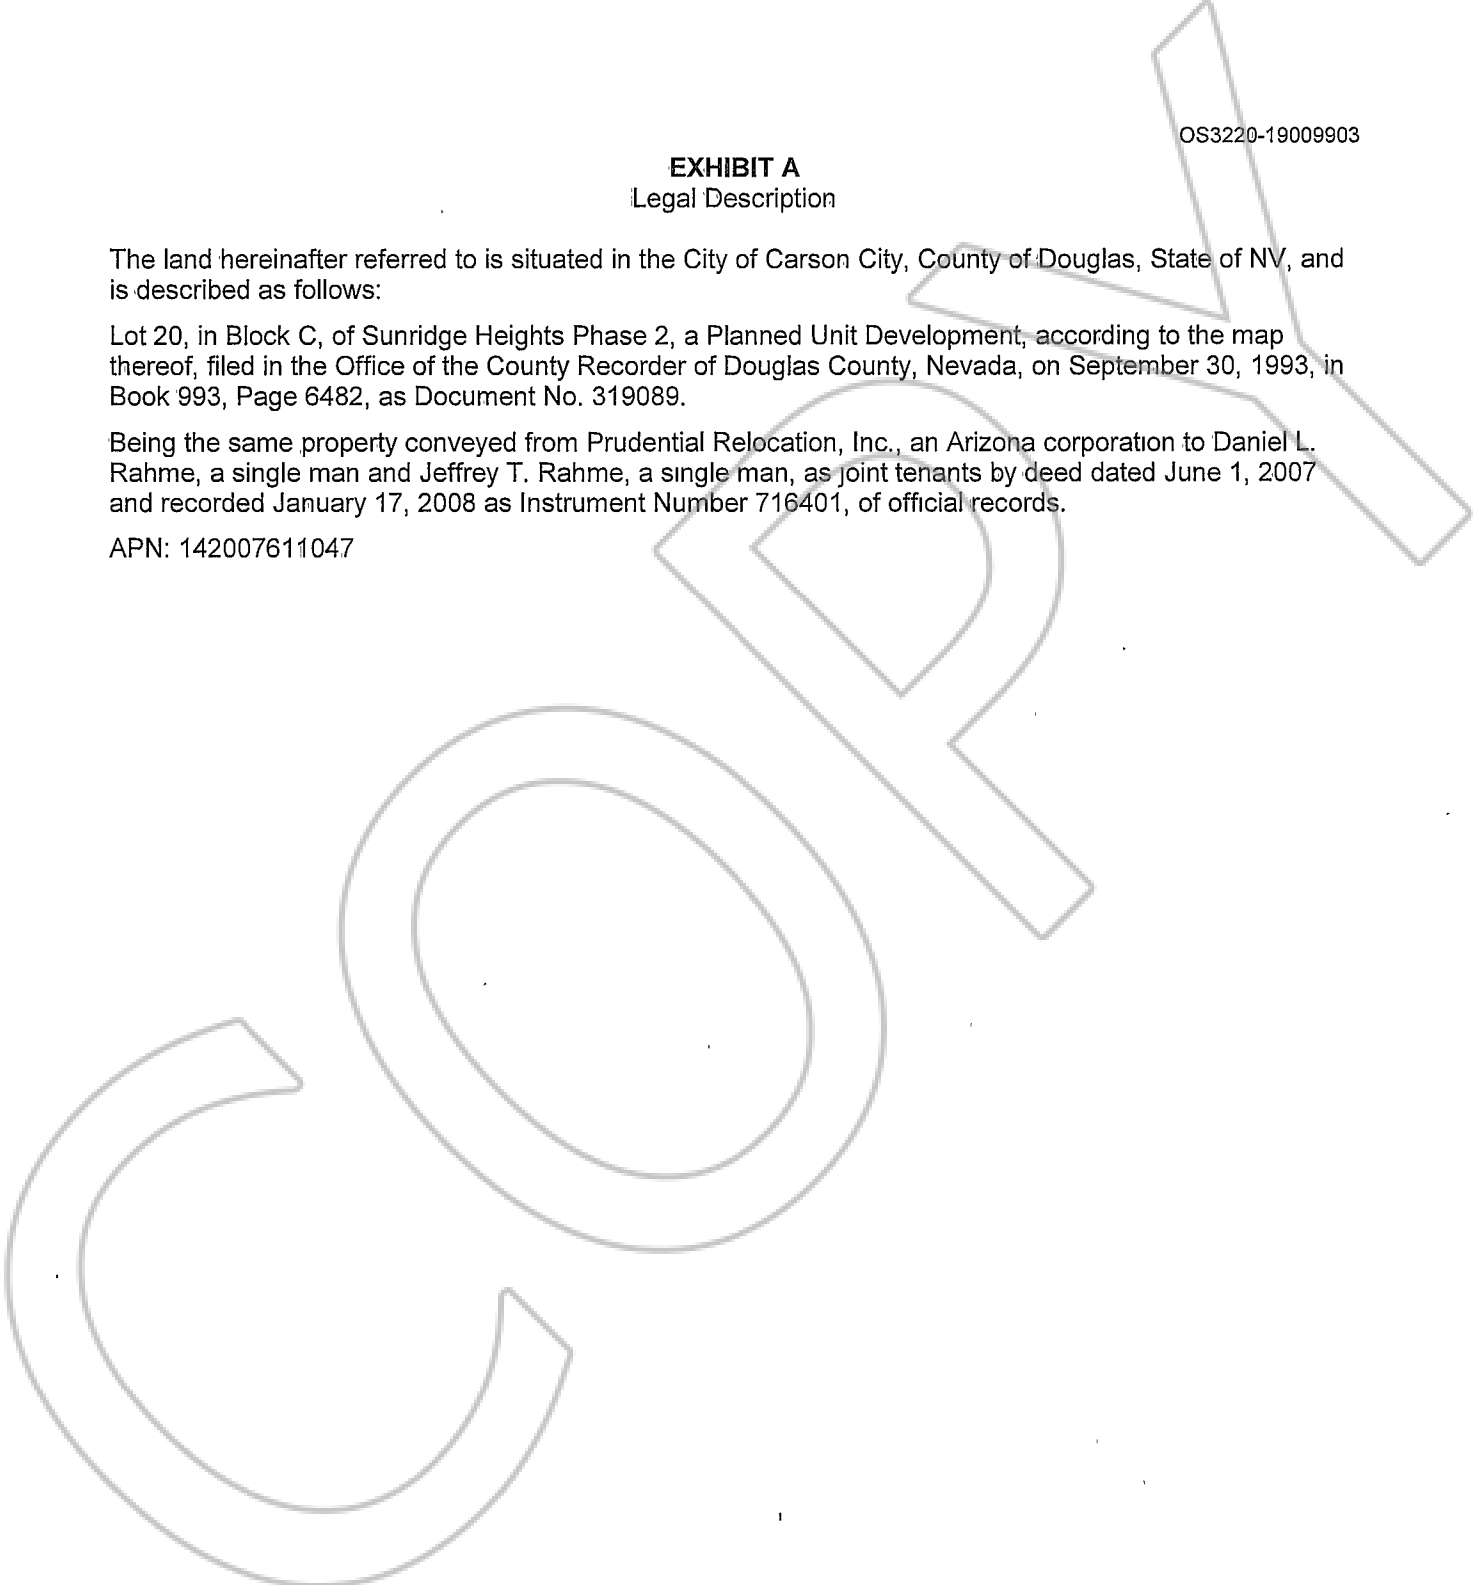 OS3220-19009903
EXHIBIT A
Legal Description
The land hereinafter referred to is situated in the City of Carson City, County of Douglas, State of NV, and
is described as follows:
Lot 20, in Block C, of Sunridge Heights Phase 2, a Planned Unit Development, according to the map
thereof, filed in the Office of the County Recorder of Douglas County, Nevada, on September 30, 1993, in
Book 993, Page 6482, as Document No. 319089.
Being the same property conveyed from Prudential Relocation, Inc., an Arizona corporation to Daniel L.
Rahme, a single man and Jeffrey T. Rahme, a single man, as joint tenants by deed dated June 1, 2007
and recorded January 17, 2008 as Instrument Number 716401, of official records.
APN: 142007611047
COPY